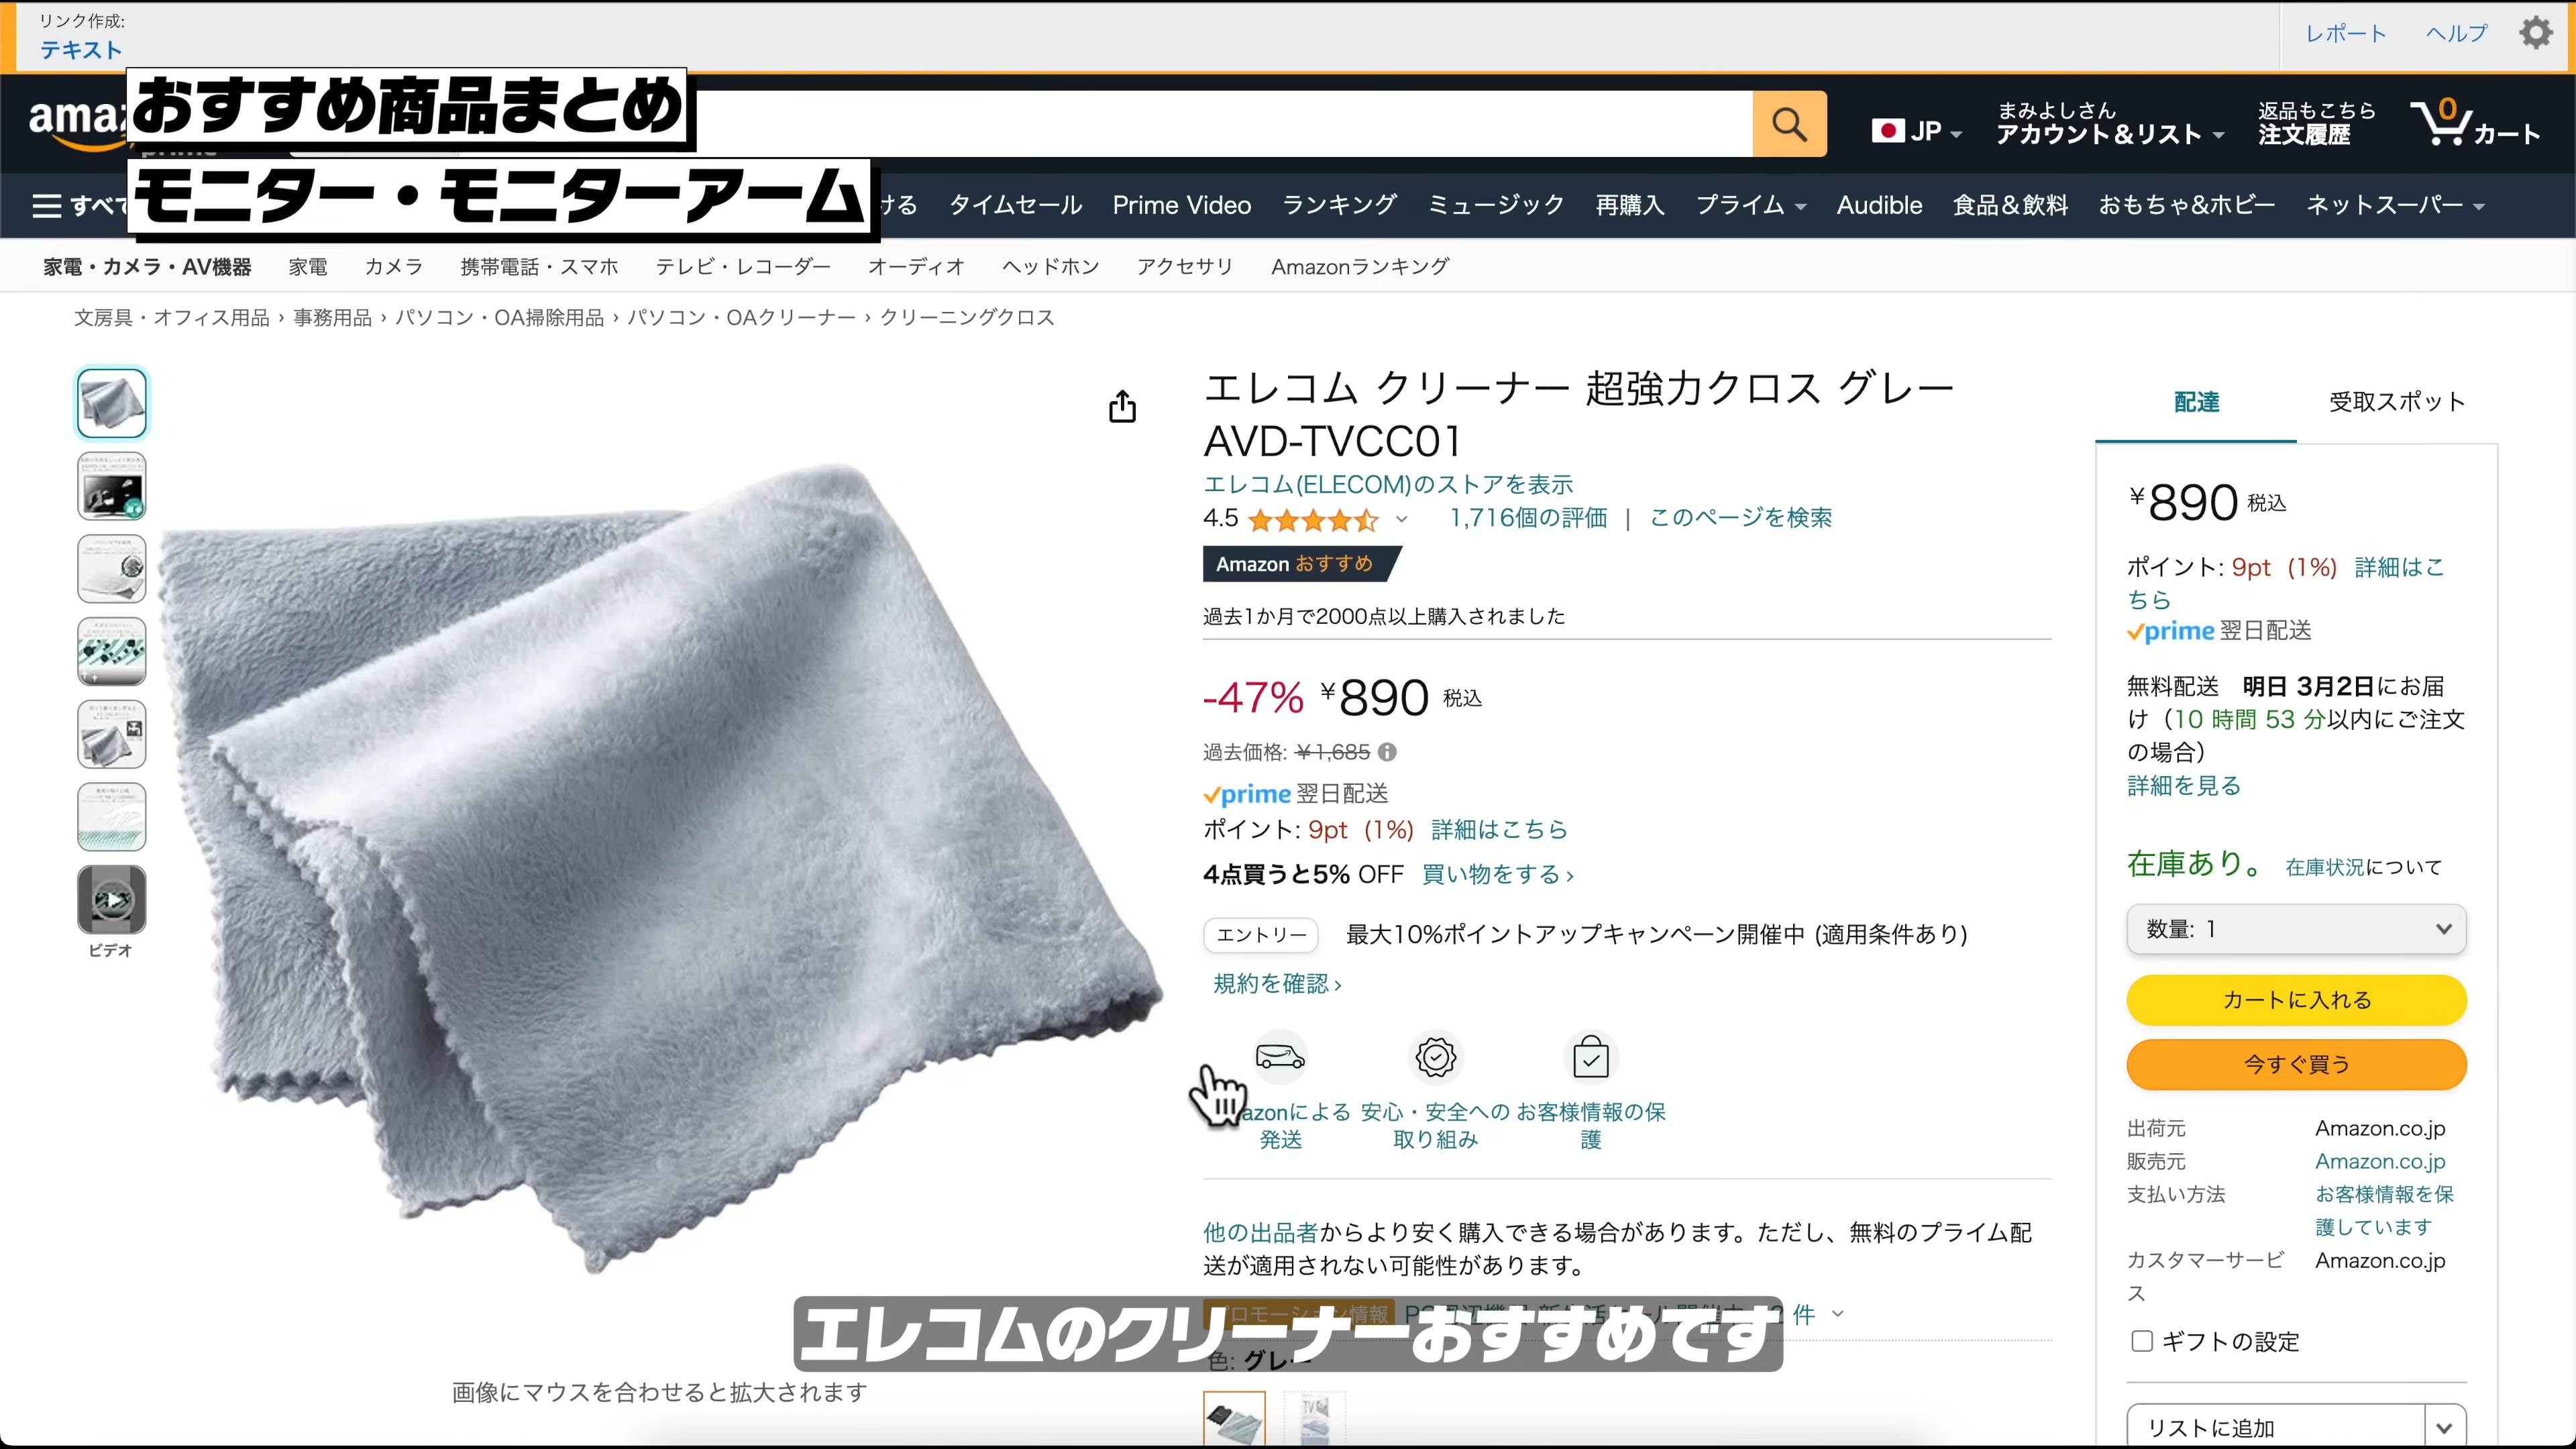 リンク作成:
テキスト
レポート
ヘルプ
おすすめ商品まとめ
モニター・モニターアーム
JP
まみよしさん
アカウント&リスト
返品もこちら
注文履歴
0
カート
すべて
ける
タイムセール
Prime Video
ランキング
ミュージック
再購入
プライム
Audible
食品&飲料
おもちゃ&ホビー
ネットスーパー
家電・カメラ・AV機器
家電
カメラ
携帯電話・スマホ
テレビ・レコーダー
オーディオ
ヘッドホン
アクセサリ
Amazonランキング
文房具・オフィス用品 › 事務用品 › パソコン・OA掃除用品 › パソコン・OAクリーナー › クリーニングクロス
ビデオ
画像にマウスを合わせると拡大されます
エレコム クリーナー 超強力クロス グレー
AVD-TVCC01
エレコム(ELECOM)のストアを表示
4.5
1,716個の評価 | このページを検索
Amazon おすすめ
過去1か月で2000点以上購入されました
-47% ¥890 税込
過去価格: ¥1,685
prime 翌日配送
ポイント: 9pt (1%) 詳細はこちら
4点買うと5% OFF 買い物をする ›
エントリー 最大10%ポイントアップキャンペーン開催中 (適用条件あり)
規約を確認 ›
azonによる
発送
安心・安全への
取り組み
お客様情報の保
護
他の出品者からより安く購入できる場合があります。ただし、無料のプライム配
送が適用されない可能性があります。
件
エレコムのクリーナーおすすめです
色: グレー
配達
受取スポット
¥890 税込
ポイント: 9pt (1%) 詳細はこ
ちら
prime 翌日配送
無料配送 明日 3月2日にお届
け（10 時間 53 分以内にご注文
の場合）
詳細を見る
在庫あり。 在庫状況について
数量: 1
カートに入れる
今すぐ買う
出荷元 Amazon.co.jp
販売元 Amazon.co.jp
支払い方法 お客様情報を保
護しています
カスタマーサービ Amazon.co.jp
ス
ギフトの設定
リストに追加